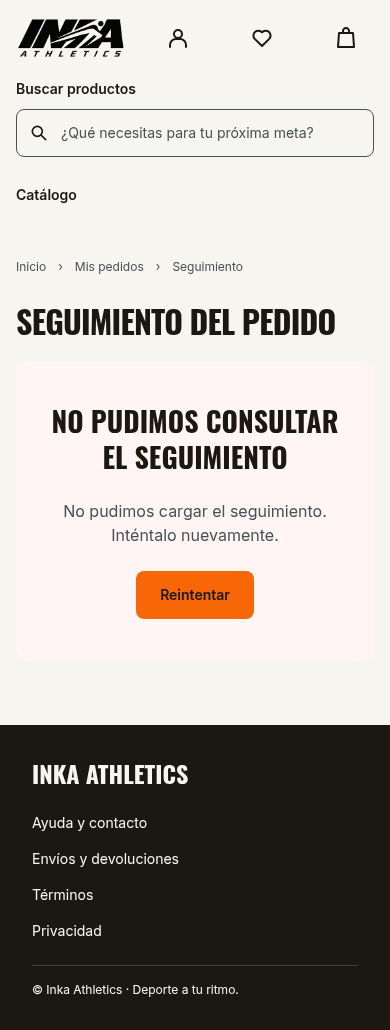 INKA
ATHLETICS
Buscar productos
¿Qué necesitas para tu próxima meta?
Catálogo
Inicio › Mis pedidos › Seguimiento
SEGUIMIENTO DEL PEDIDO
NO PUDIMOS CONSULTAR
EL SEGUIMIENTO
No pudimos cargar el seguimiento.
Inténtalo nuevamente.
Reintentar
INKA ATHLETICS
Ayuda y contacto
Envíos y devoluciones
Términos
Privacidad
© Inka Athletics · Deporte a tu ritmo.